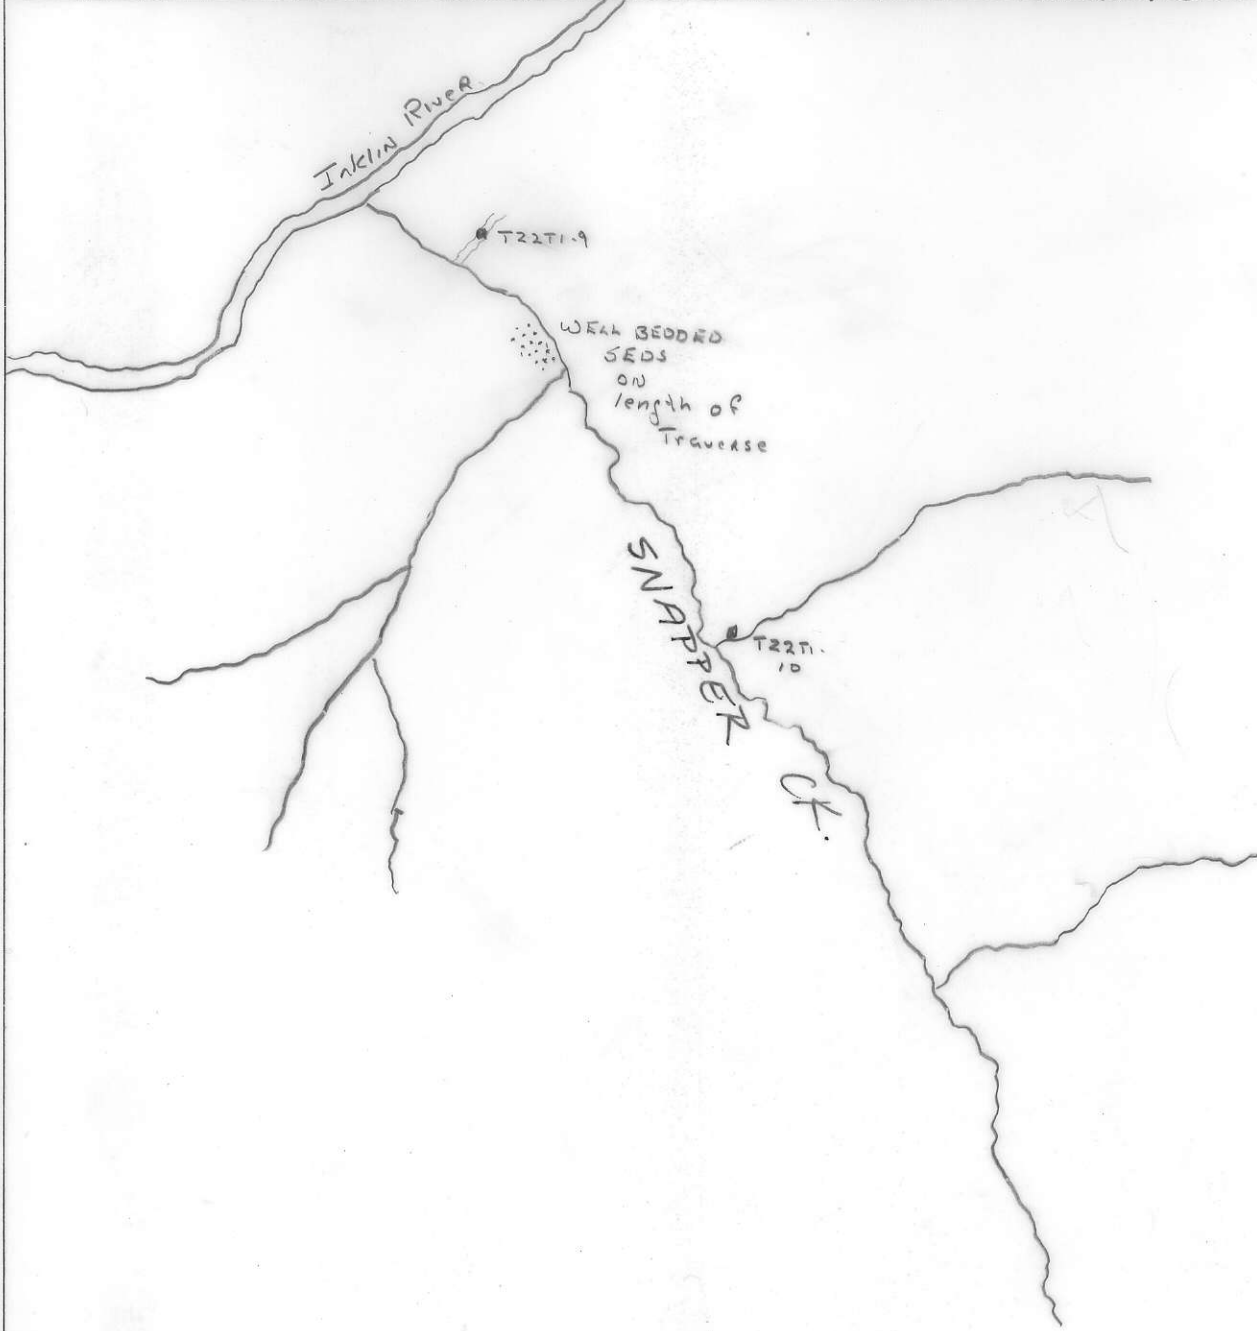 Inklin River
T22T1-9
WELL BEDDED
SEDS
ON
length of
Traverse
SNAPPER CK.
T22T1-
10